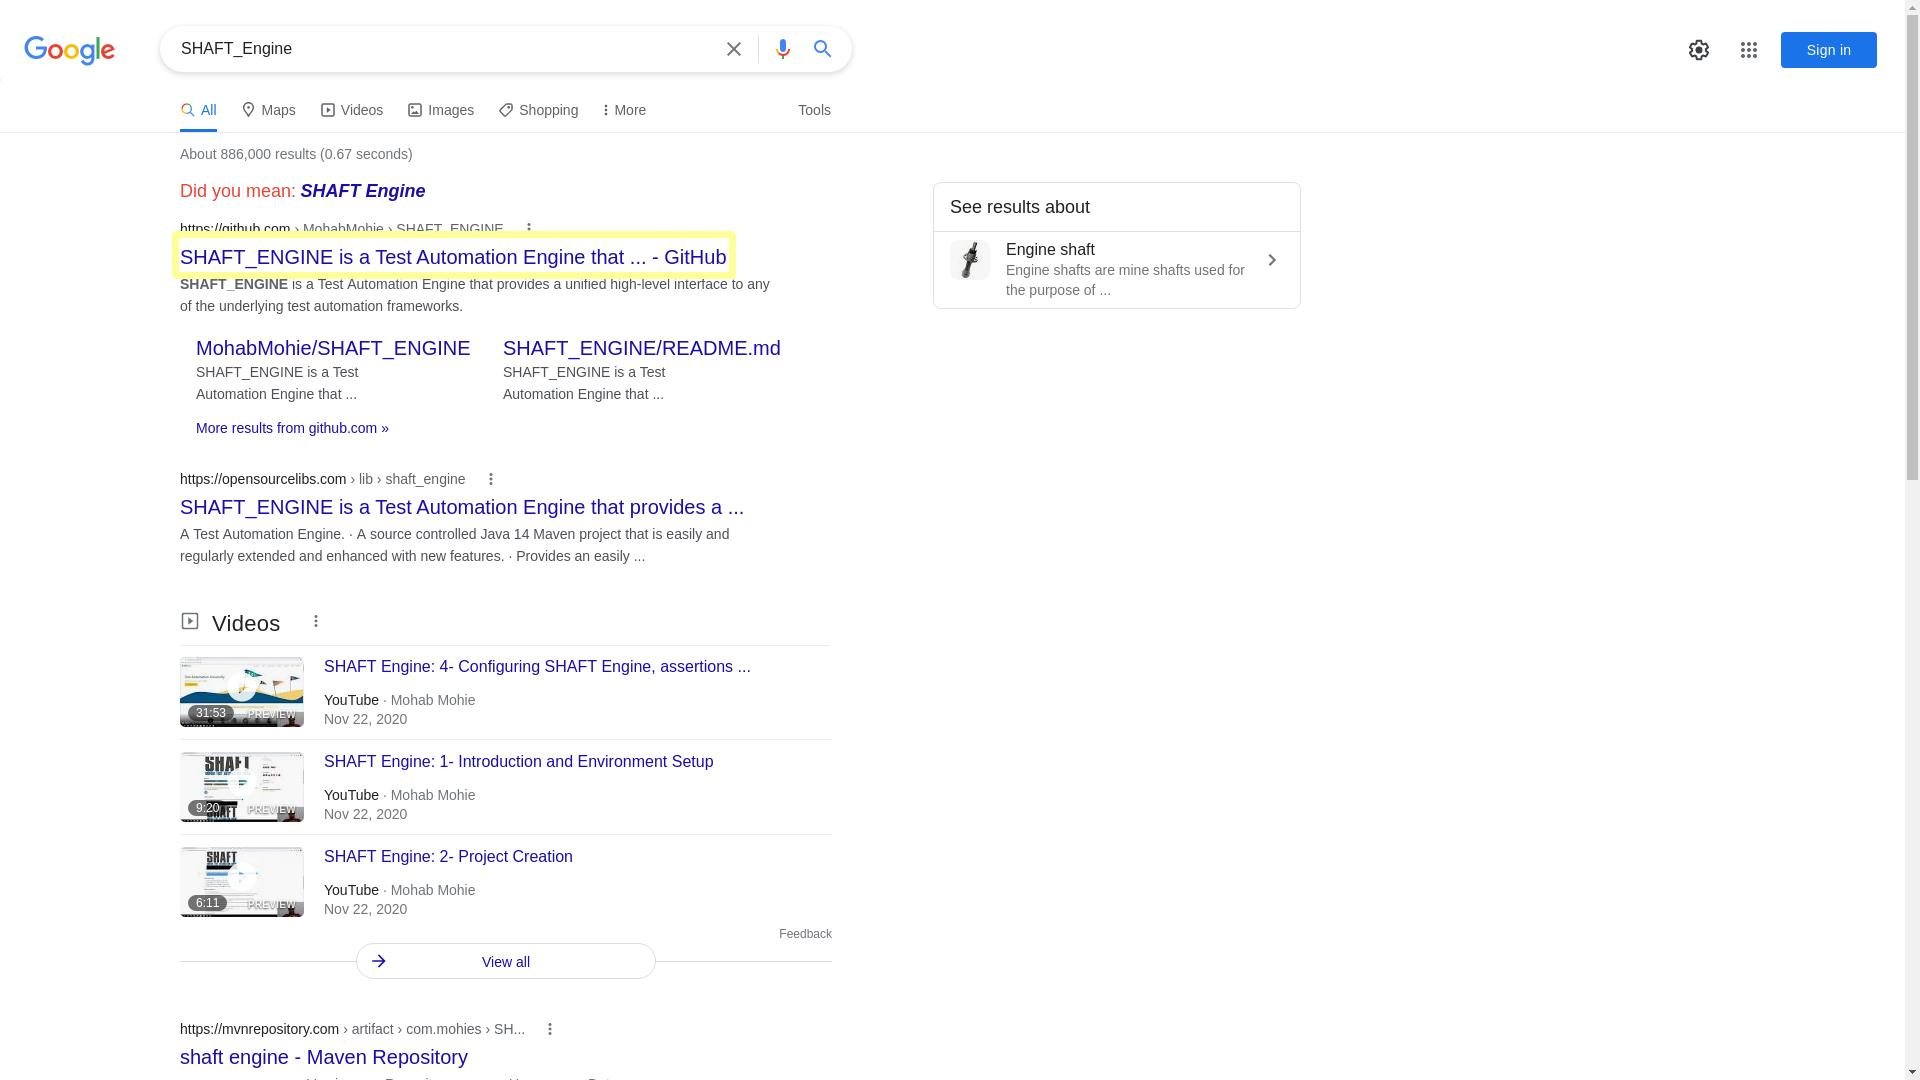 Google
SHAFT_Engine
Sign in
All
Maps
Videos
Images
Shopping
More
Tools
About 886,000 results (0.67 seconds)
Did you mean: SHAFT Engine
https://github.com › MohabMohie › SHAFT_ENGINE
SHAFT_ENGINE is a Test Automation Engine that ... - GitHub
SHAFT_ENGINE is a Test Automation Engine that provides a unified high-level interface to any
of the underlying test automation frameworks.
MohabMohie/SHAFT_ENGINE
SHAFT_ENGINE is a Test
Automation Engine that ...
SHAFT_ENGINE/README.md
SHAFT_ENGINE is a Test
Automation Engine that ...
More results from github.com »
https://opensourcelibs.com › lib › shaft_engine
SHAFT_ENGINE is a Test Automation Engine that provides a ...
A Test Automation Engine. · A source controlled Java 14 Maven project that is easily and
regularly extended and enhanced with new features. · Provides an easily ...
Videos
31:53
PREVIEW
SHAFT Engine: 4- Configuring SHAFT Engine, assertions ...
YouTube · Mohab Mohie
Nov 22, 2020
SHAFT
9:20
PREVIEW
SHAFT Engine: 1- Introduction and Environment Setup
YouTube · Mohab Mohie
Nov 22, 2020
SHAFT
6:11
PREVIEW
SHAFT Engine: 2- Project Creation
YouTube · Mohab Mohie
Nov 22, 2020
Feedback
View all
https://mvnrepository.com › artifact › com.mohies › SH...
shaft engine - Maven Repository
See results about
Engine shaft
Engine shafts are mine shafts used for
the purpose of ...